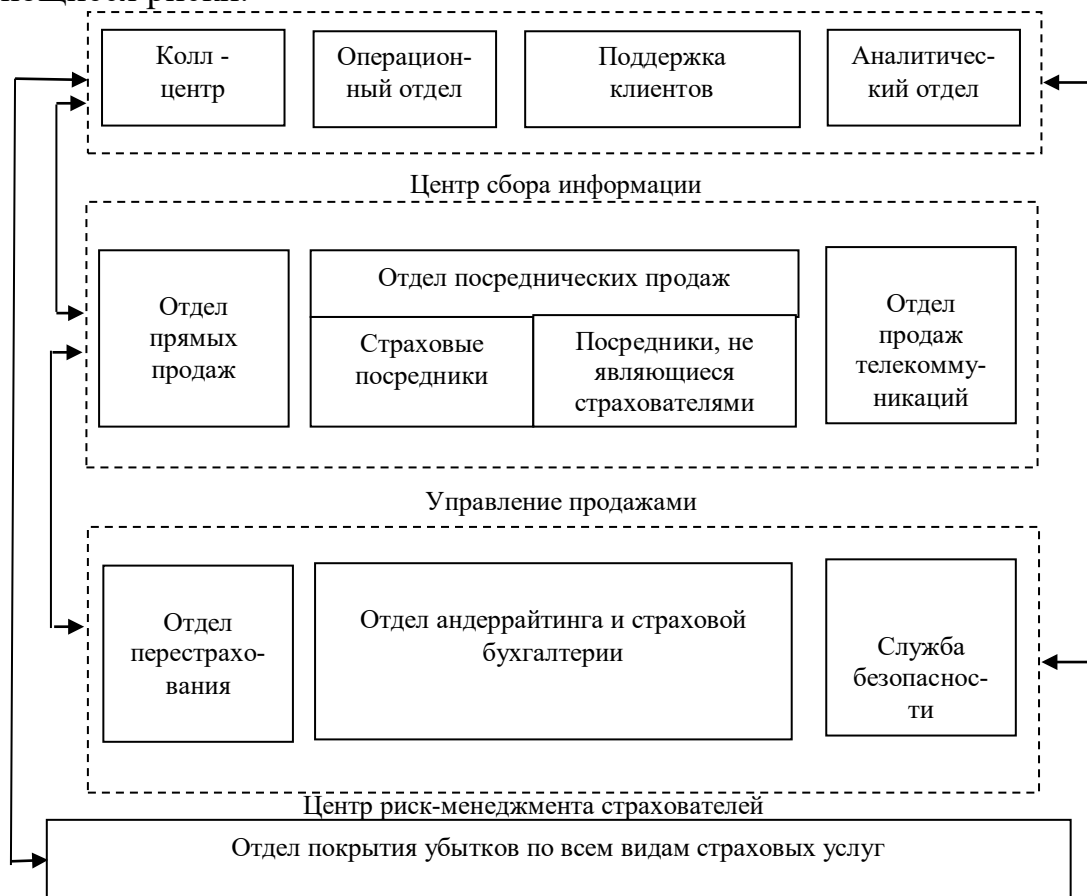 Колл -
центр
Операцион-
ный отдел
Поддержка
клиентов
Аналитичес-
кий отдел
Центр сбора информации
Отдел
прямых
продаж
Отдел посреднических продаж
Страховые
посредники
Посредники, не
являющиеся
страхователями
Отдел
продаж
телекомму-
никаций
Управление продажами
Отдел
перестрахо-
вания
Отдел андеррайтинга и страховой
бухгалтерии
Служба
безопаснос-
ти
Центр риск-менеджмента страхователей
Отдел покрытия убытков по всем видам страховых услуг